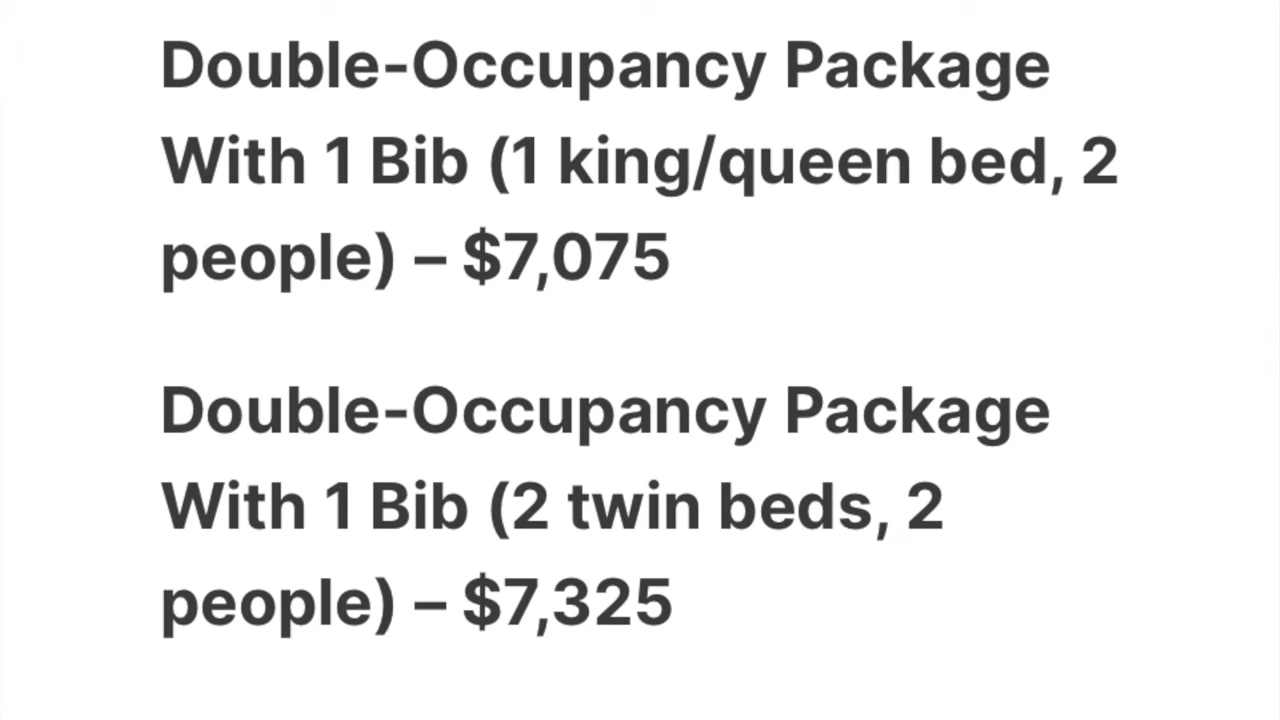 Double-Occupancy Package
With 1 Bib (1 king/queen bed, 2
people) – $7,075
Double-Occupancy Package
With 1 Bib (2 twin beds, 2
people) – $7,325